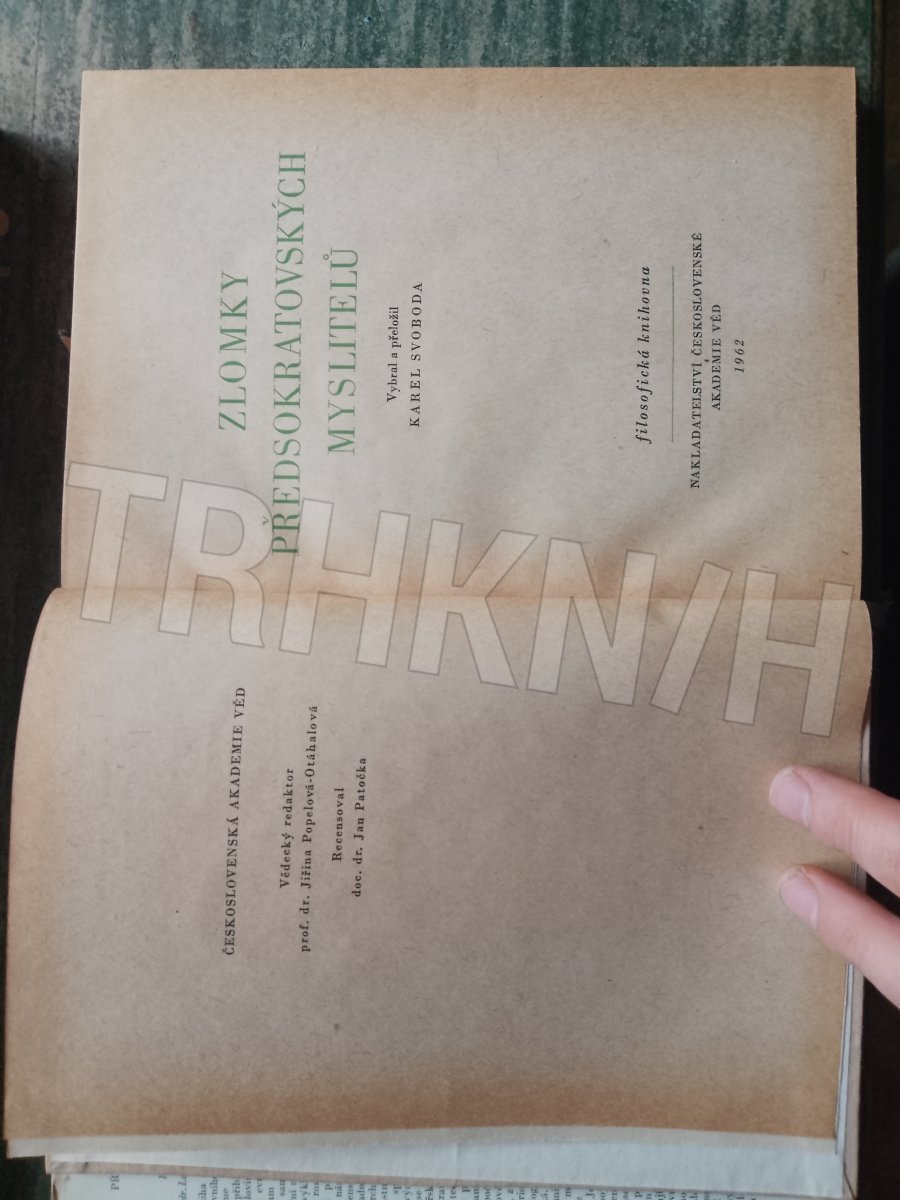 ČESKOSLOVENSKÁ AKADEMIE VĚD
Vědecký redaktor
prof. dr. Jiřina Popelová-Otáhalová
Recensoval
doc. dr. Jan Patočka
ZLOMKY
PŘEDSOKRATOVSKÝCH
MYSLITELŮ
Vybral a přeložil
KAREL SVOBODA
filosofická knihovna
NAKLADATELSTVÍ ČESKOSLOVENSKÉ
AKADEMIE VĚD
1962
TRHKN/H